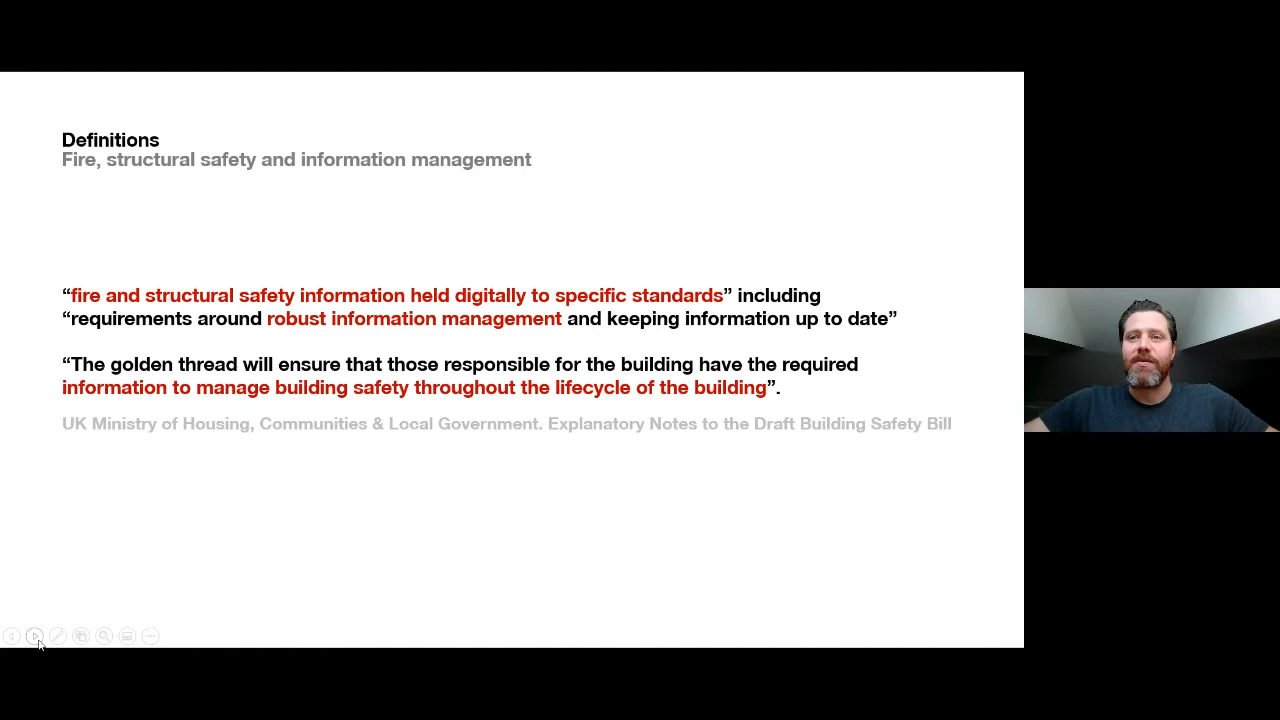 Definitions
Fire, structural safety and information management
“fire and structural safety information held digitally to specific standards” including
“requirements around robust information management and keeping information up to date”
“The golden thread will ensure that those responsible for the building have the required
information to manage building safety throughout the lifecycle of the building”.
UK Ministry of Housing, Communities & Local Government. Explanatory Notes to the Draft Building Safety Bill